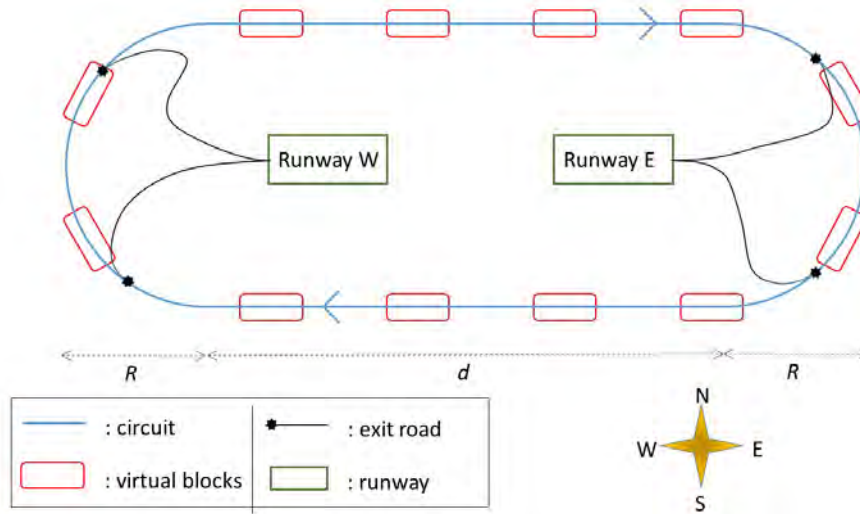 Runway W
Runway E
R
d
R
: circuit
: exit road
: virtual blocks
: runway
N
W
E
S